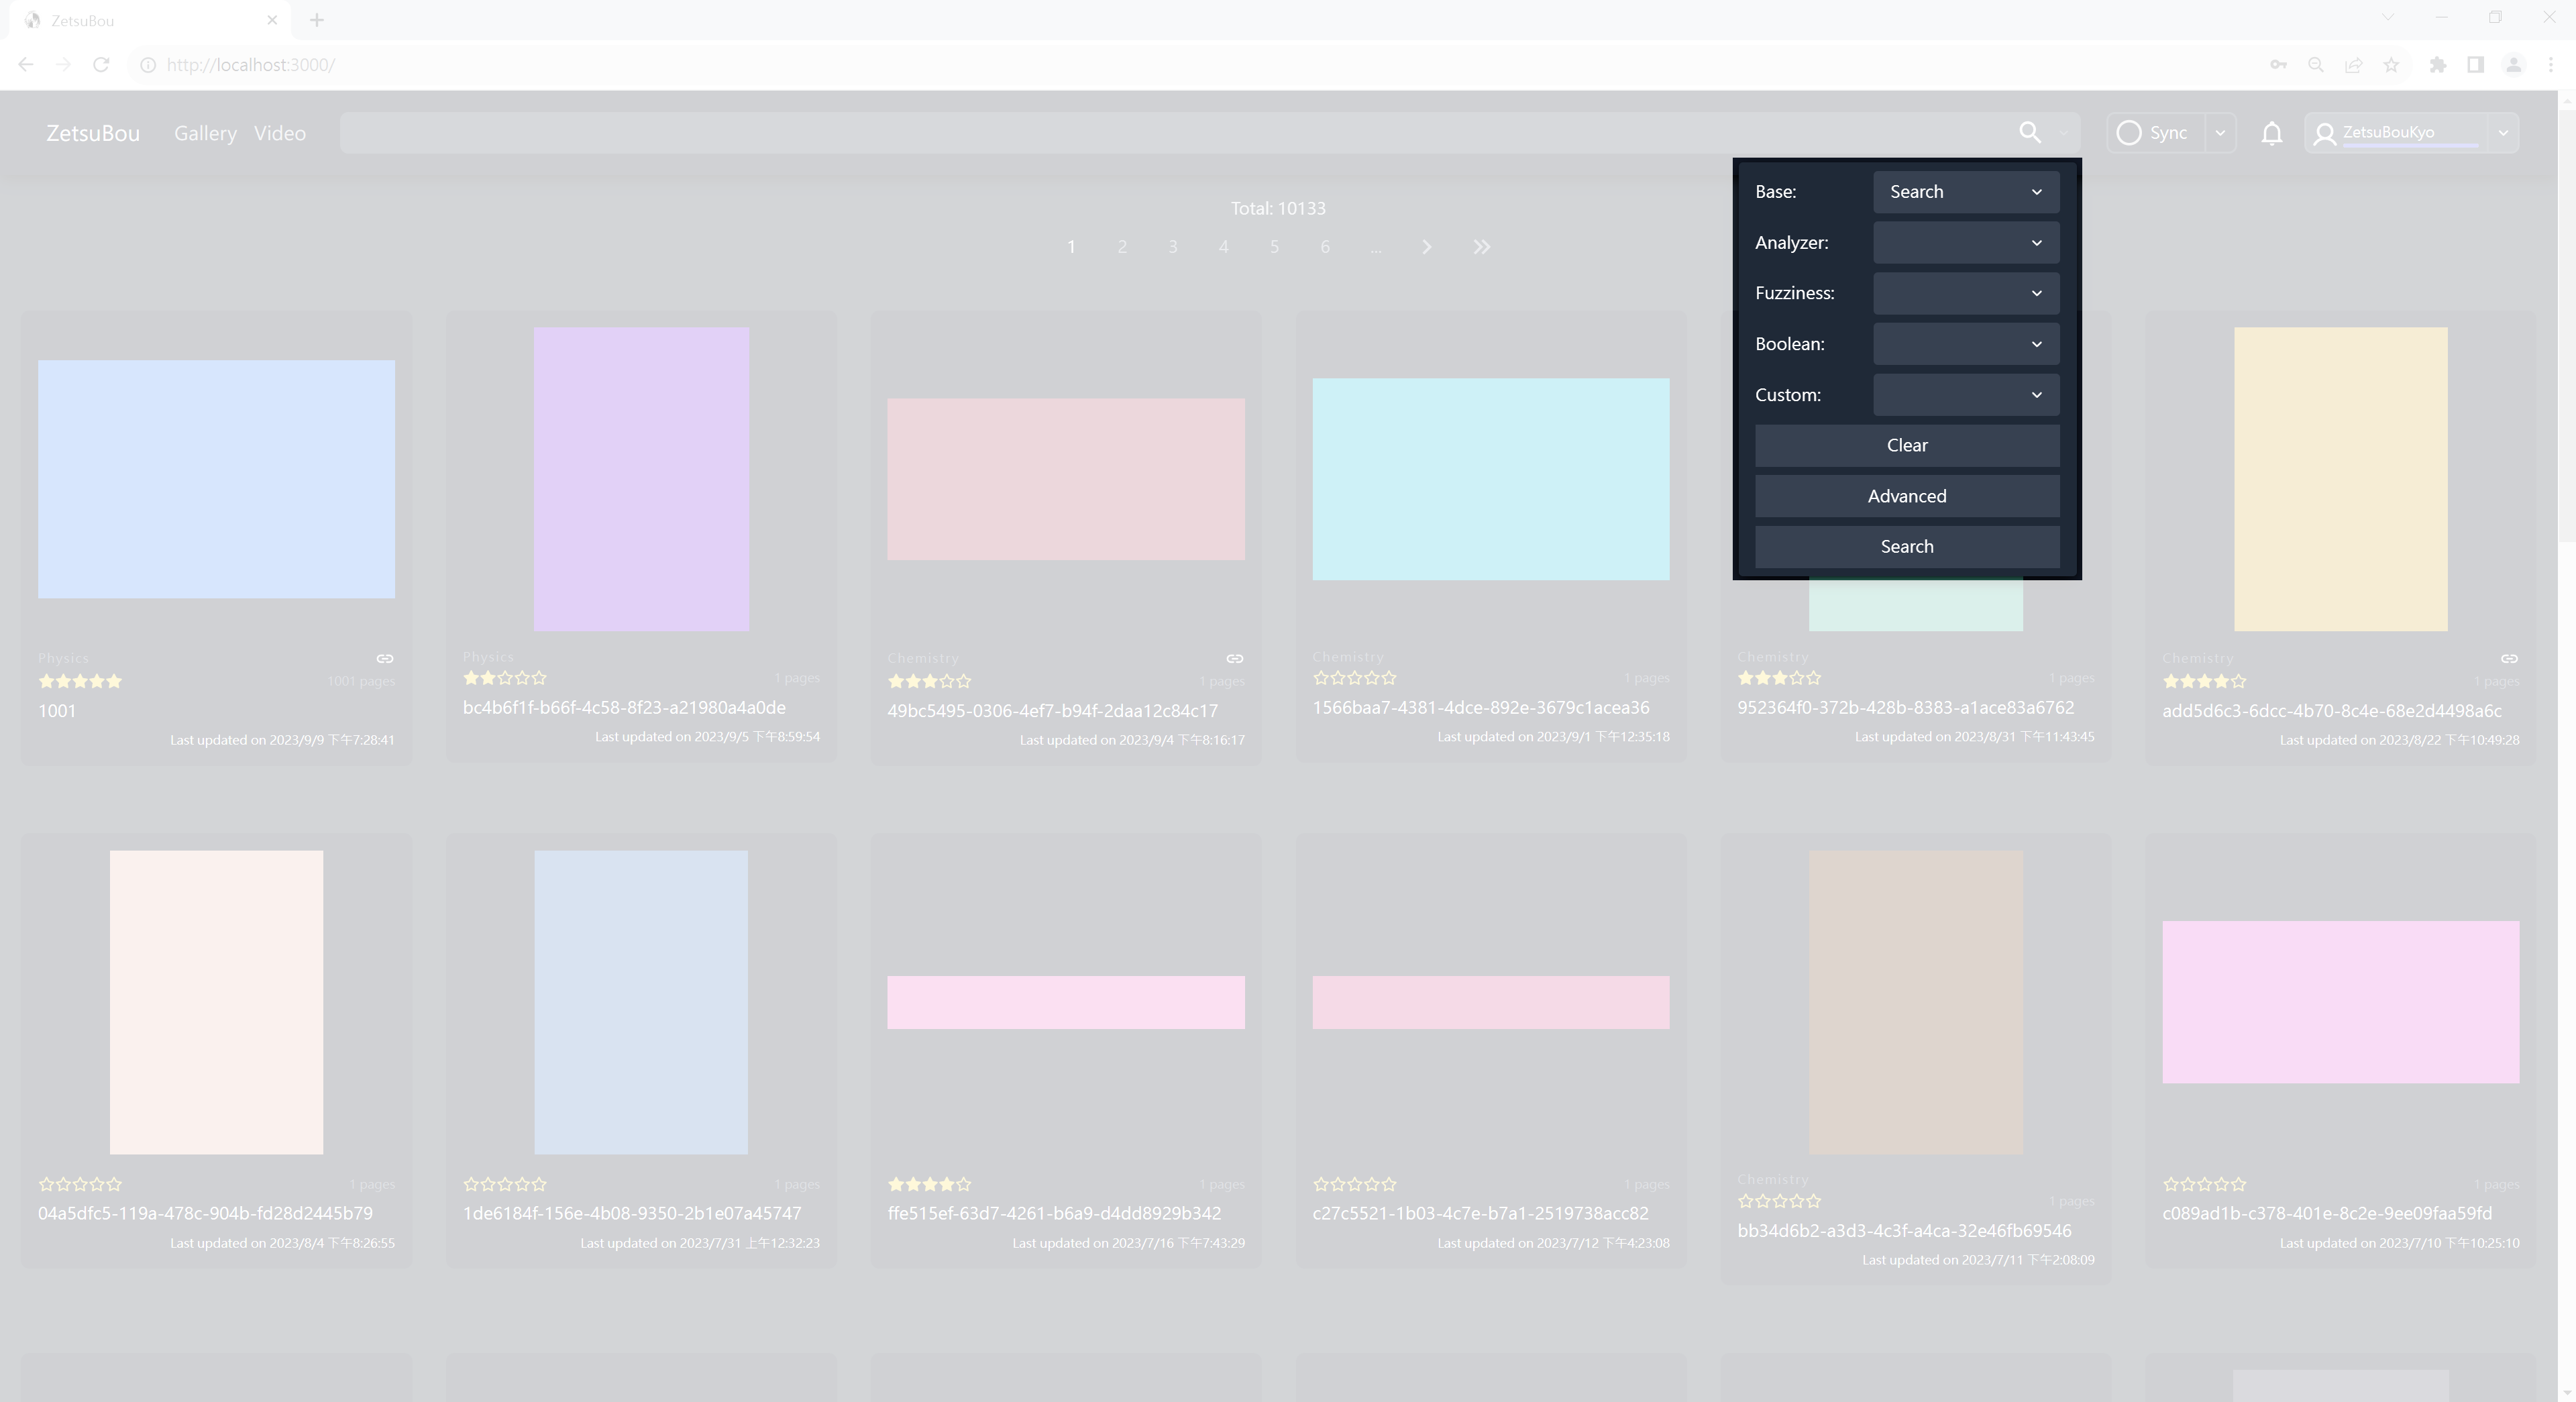 ZetsuBou
http://localhost:3000/
ZetsuBou Gallery Video Sync ZetsuBouKyo
Total: 10133
1 2 3 4 5 6 ...
Base: Search
Analyzer:
Fuzziness:
Boolean:
Custom:
Clear
Advanced
Search
Physics
1001 pages
1001
Last updated on 2023/9/9 下午7:28:41
Physics
1 pages
bc4b6f1f-b66f-4c58-8f23-a21980a4a0de
Last updated on 2023/9/5 下午8:59:54
Chemistry
1 pages
49bc5495-0306-4ef7-b94f-2daa12c84c17
Last updated on 2023/9/4 下午8:16:17
Chemistry
1 pages
1566baa7-4381-4dce-892e-3679c1acea36
Last updated on 2023/9/1 下午12:35:18
Chemistry
1 pages
952364f0-372b-428b-8383-a1ace83a6762
Last updated on 2023/8/31 下午11:43:45
Chemistry
1 pages
add5d6c3-6dcc-4b70-8c4e-68e2d4498a6c
Last updated on 2023/8/22 下午10:49:28
1 pages
04a5dfc5-119a-478c-904b-fd28d2445b79
Last updated on 2023/8/4 下午8:26:55
1 pages
1de6184f-156e-4b08-9350-2b1e07a45747
Last updated on 2023/7/31 上午12:32:23
1 pages
ffe515ef-63d7-4261-b6a9-d4dd8929b342
Last updated on 2023/7/16 下午7:43:29
1 pages
c27c5521-1b03-4c7e-b7a1-2519738acc82
Last updated on 2023/7/12 下午4:23:08
Chemistry
1 pages
bb34d6b2-a3d3-4c3f-a4ca-32e46fb69546
Last updated on 2023/7/11 下午2:08:09
1 pages
c089ad1b-c378-401e-8c2e-9ee09faa59fd
Last updated on 2023/7/10 下午10:25:10